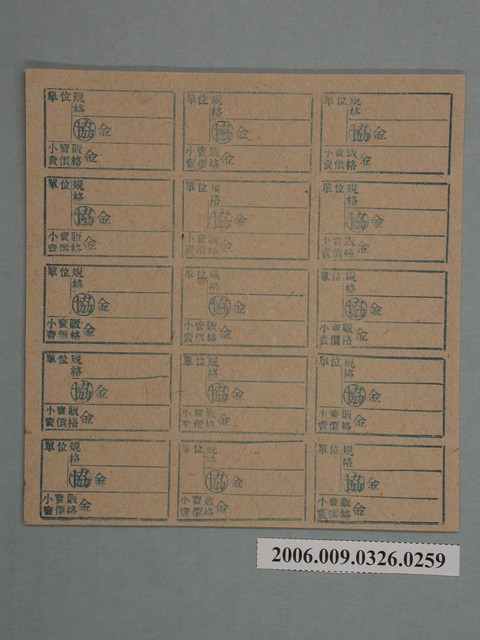 單位規
格
協 金
小賣販
賣價格 金
單位規
格
協 金
小賣販
賣價格 金
單位規
格
協 金
小賣販
賣價格 金
單位規
格
協 金
小賣販
賣價格 金
單位規
格
協 金
小賣販
賣價格 金
單位規
格
協 金
小賣販
賣價格 金
單位規
格
協 金
小賣販
賣價格 金
單位規
格
協 金
小賣販
賣價格 金
單位規
格
協 金
小賣販
賣價格 金
單位規
格
協 金
小賣販
賣價格 金
單位規
格
協 金
小賣販
賣價格 金
單位規
格
協 金
小賣販
賣價格 金
單位規
格
協 金
小賣販
賣價格 金
單位規
格
協 金
小賣販
賣價格 金
單位規
格
協 金
小賣販
賣價格 金
2006.009.0326.0259